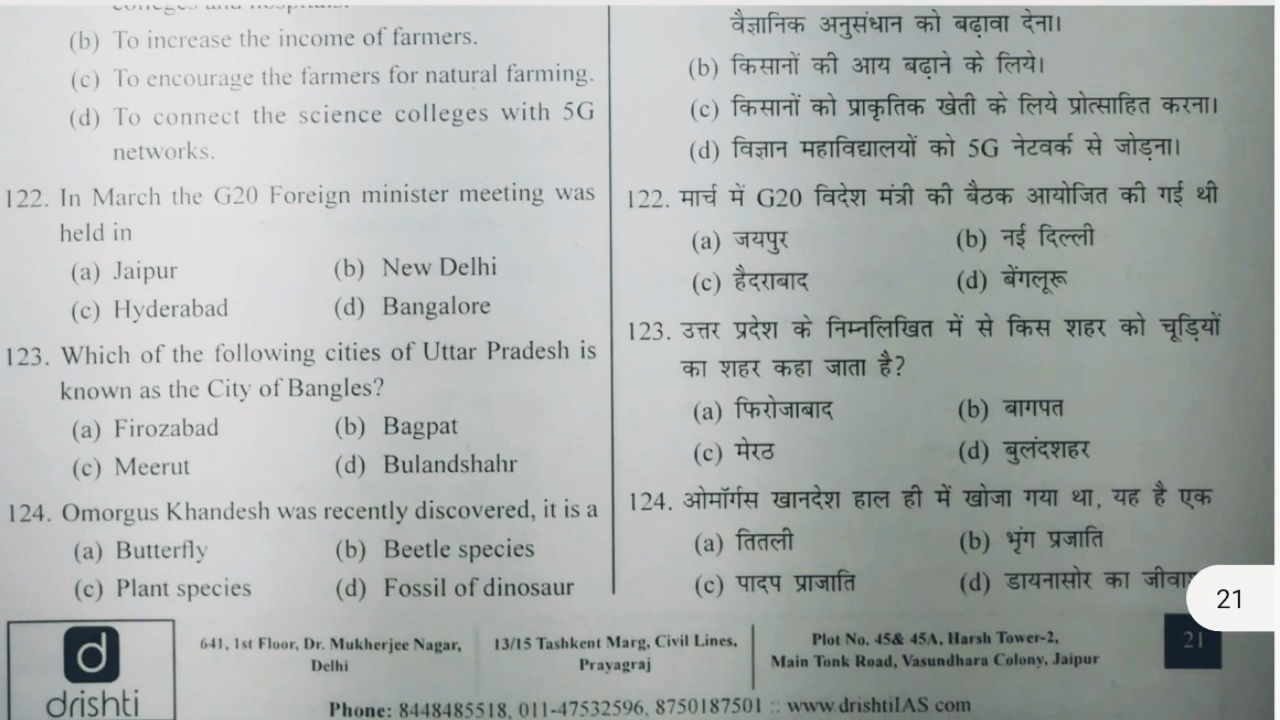 (b) To increase the income of farmers.
(c) To encourage the farmers for natural farming.
(d) To connect the science colleges with 5G
networks.
122. In March the G20 Foreign minister meeting was
held in
(a) Jaipur (b) New Delhi
(c) Hyderabad (d) Bangalore
123. Which of the following cities of Uttar Pradesh is
known as the City of Bangles?
(a) Firozabad (b) Bagpat
(c) Meerut (d) Bulandshahr
124. Omorgus Khandesh was recently discovered, it is a
(a) Butterfly (b) Beetle species
(c) Plant species (d) Fossil of dinosaur
वैज्ञानिक अनुसंधान को बढ़ावा देना।
(b) किसानों की आय बढ़ाने के लिये।
(c) किसानों को प्राकृतिक खेती के लिये प्रोत्साहित करना।
(d) विज्ञान महाविद्यालयों को 5G नेटवर्क से जोड़ना।
122. मार्च में G20 विदेश मंत्री की बैठक आयोजित की गई थी
(a) जयपुर (b) नई दिल्ली
(c) हैदराबाद (d) बेंगलूरू
123. उत्तर प्रदेश के निम्नलिखित में से किस शहर को चूड़ियों
का शहर कहा जाता है?
(a) फिरोजाबाद (b) बागपत
(c) मेरठ (d) बुलंदशहर
124. ओमॉर्गस खानदेश हाल ही में खोजा गया था, यह है एक
(a) तितली (b) भृंग प्रजाति
(c) पादप प्राजाति (d) डायनासोर का
21
drishti
641, 1st Floor, Dr. Mukherjee Nagar,
Delhi
13/15 Tashkent Marg, Civil Lines,
Prayagraj
Plot No. 45& 45A, Harsh Tower-2,
Main Tonk Road, Vasundhara Colony, Jaipur
21
Phone: 8448485518, 011-47532596, 8750187501 :: www.drishtiIAS.com